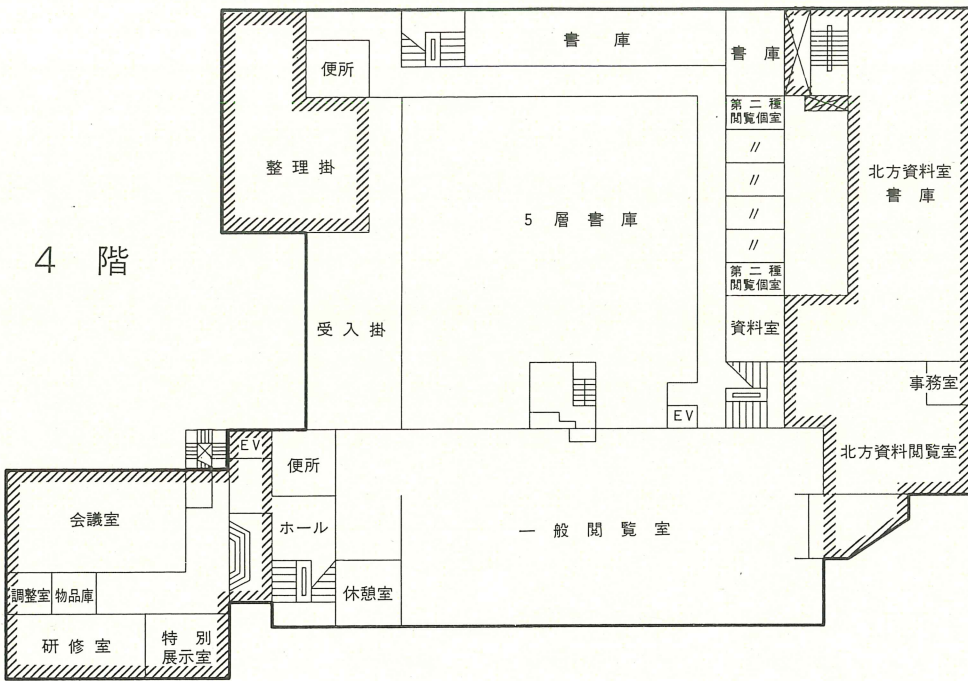 書庫
便所
書庫
第二種
閲覧個室
〃
〃
〃
〃
第二種
閲覧個室
整理掛
北方資料室
書庫
5層書庫
4階
受入掛
資料室
事務室
EV
EV
便所
北方資料閲覧室
会議室
ホール
一般閲覧室
調整室
物品庫
休憩室
研修室
特別
展示室